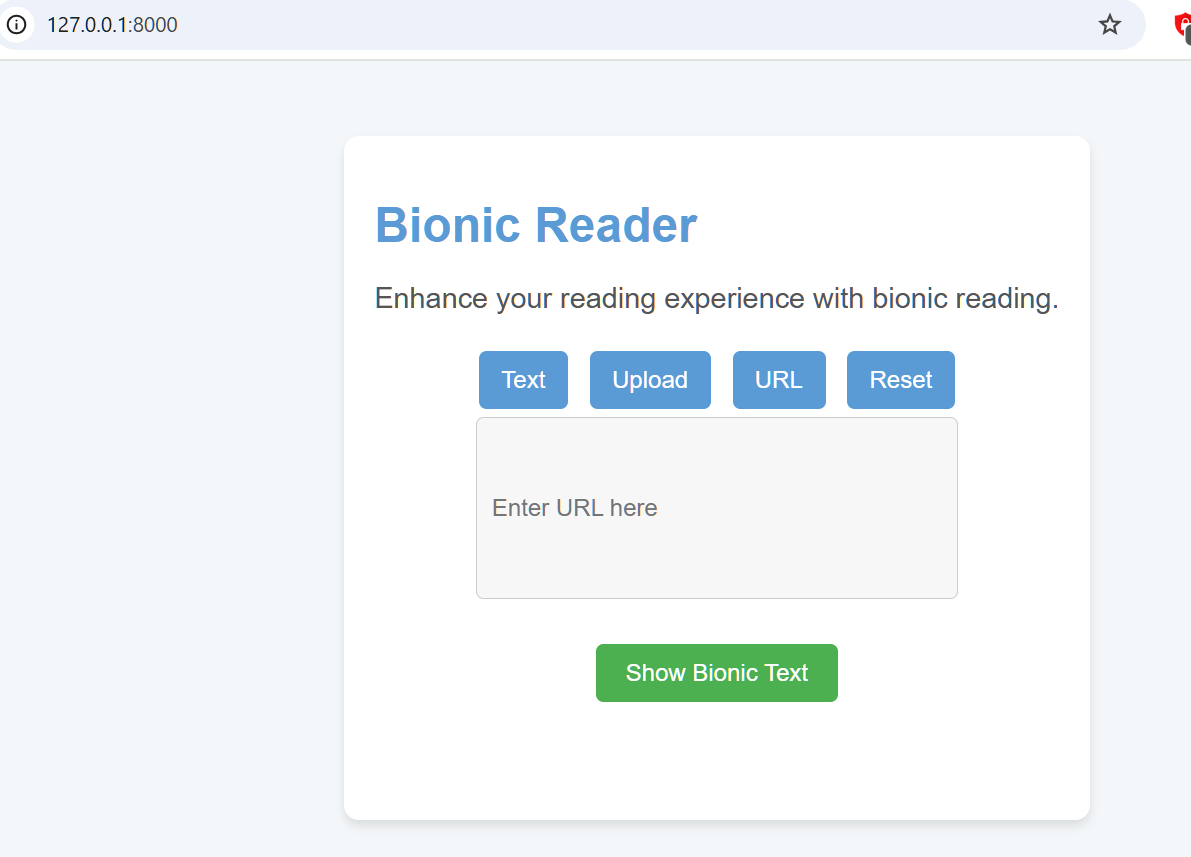 127.0.0.1:8000
Bionic Reader
Enhance your reading experience with bionic reading.
Text Upload URL Reset
Enter URL here
Show Bionic Text